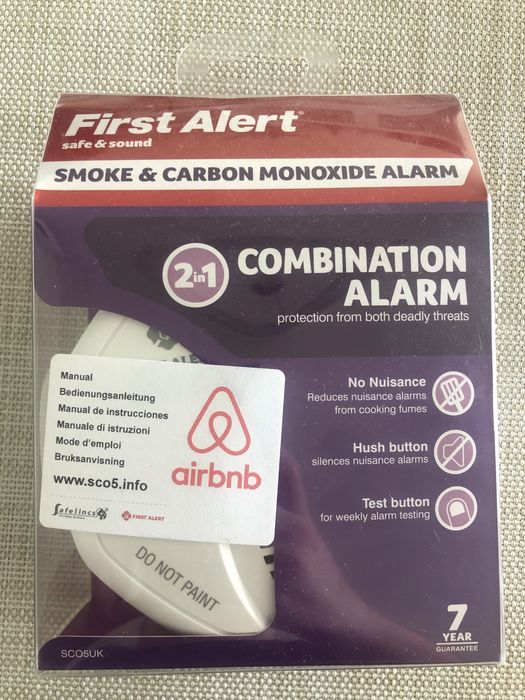 First Alert
safe & sound
SMOKE & CARBON MONOXIDE ALARM
2in1
COMBINATION
ALARM
protection from both deadly threats
No Nuisance
Reduces nuisance alarms
from cooking fumes
Hush button
silences nuisance alarms
Test button
for weekly alarm testing
Manual
Bedienungsanleitung
Manual de instrucciones
Manuale di istruzioni
Mode d'emploi
Bruksanvisning
www.sco5.info
airbnb
Safelincs
FIRST ALERT
DO NOT PAINT
SCO5UK
7
YEAR
GUARANTEE